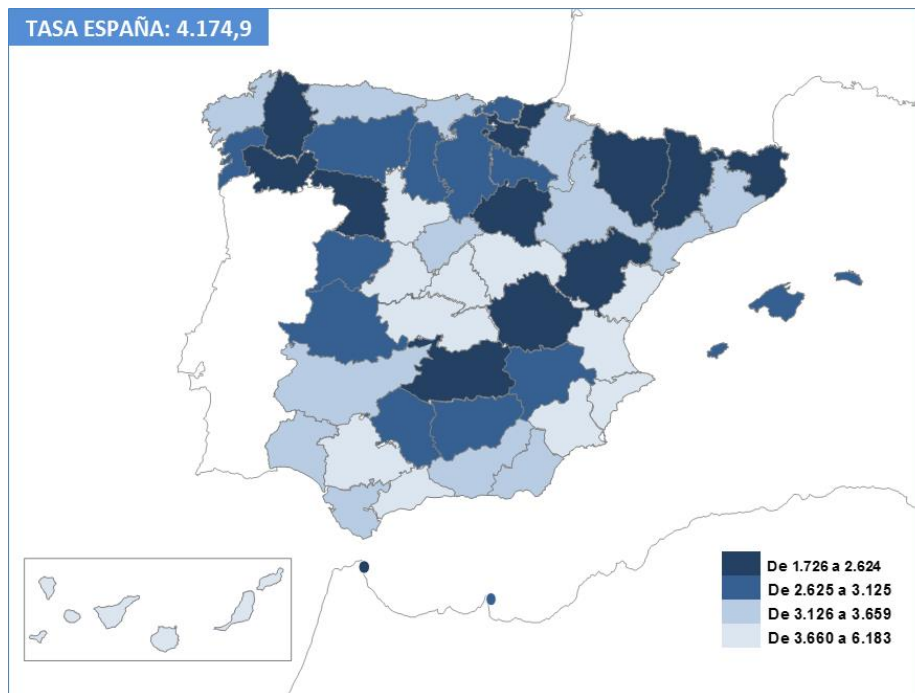 TASA ESPAÑA: 4.174,9
De 1.726 a 2.624
De 2.625 a 3.125
De 3.126 a 3.659
De 3.660 a 6.183